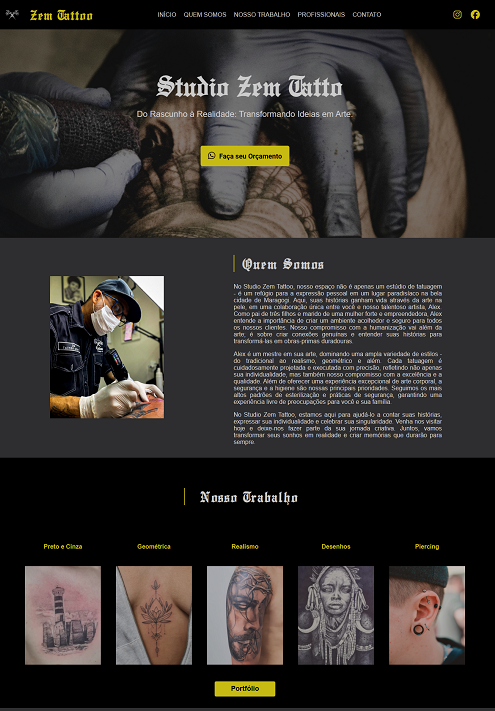 Zem Tattoo
INÍCIO QUEM SOMOS NOSSO TRABALHO PROFISSIONAIS CONTATO
Studio Zem Tatto
Do Rascunho à Realidade: Transformando Ideias em Arte.
Faça seu Orçamento
Quem Somos
No Studio Zem Tattoo, nosso espaço não é apenas um estúdio de tatuagem
- é um refúgio para a expressão pessoal em um lugar paradisíaco na bela
cidade de Maragogi. Aqui, suas histórias ganham vida através da arte na
pele, em uma colaboração única entre você e nosso talentoso artista, Alex.
Como pai de três filhos e marido de uma mulher forte e empreendedora, Alex
entende a importância de criar um ambiente acolhedor e seguro para todos
os nossos clientes. Nosso compromisso com a humanização vai além da
arte; é sobre criar conexões genuínas e entender suas histórias para
transformá-las em obras-primas duradouras.
Alex é um mestre em sua arte, dominando uma ampla variedade de estilos -
do tradicional ao realismo, geométrico e além. Cada tatuagem é
cuidadosamente projetada e executada com precisão, refletindo não apenas
sua individualidade, mas também nosso compromisso com a excelência e a
qualidade. Além de oferecer uma experiência excepcional de arte corporal, a
segurança e a higiene são nossas principais prioridades. Seguimos os mais
altos padrões de esterilização e práticas de segurança, garantindo uma
experiência livre de preocupações para você e sua família.
No Studio Zem Tattoo, estamos aqui para ajudá-lo a contar suas histórias,
expressar sua individualidade e celebrar sua singularidade. Venha nos visitar
hoje e deixe-nos fazer parte da sua jornada criativa. Juntos, vamos
transformar seus sonhos em realidade e criar memórias que durarão para
sempre.
Nosso Trabalho
Preto e Cinza
Geométrica
Realismo
Desenhos
Piercing
Portfólio